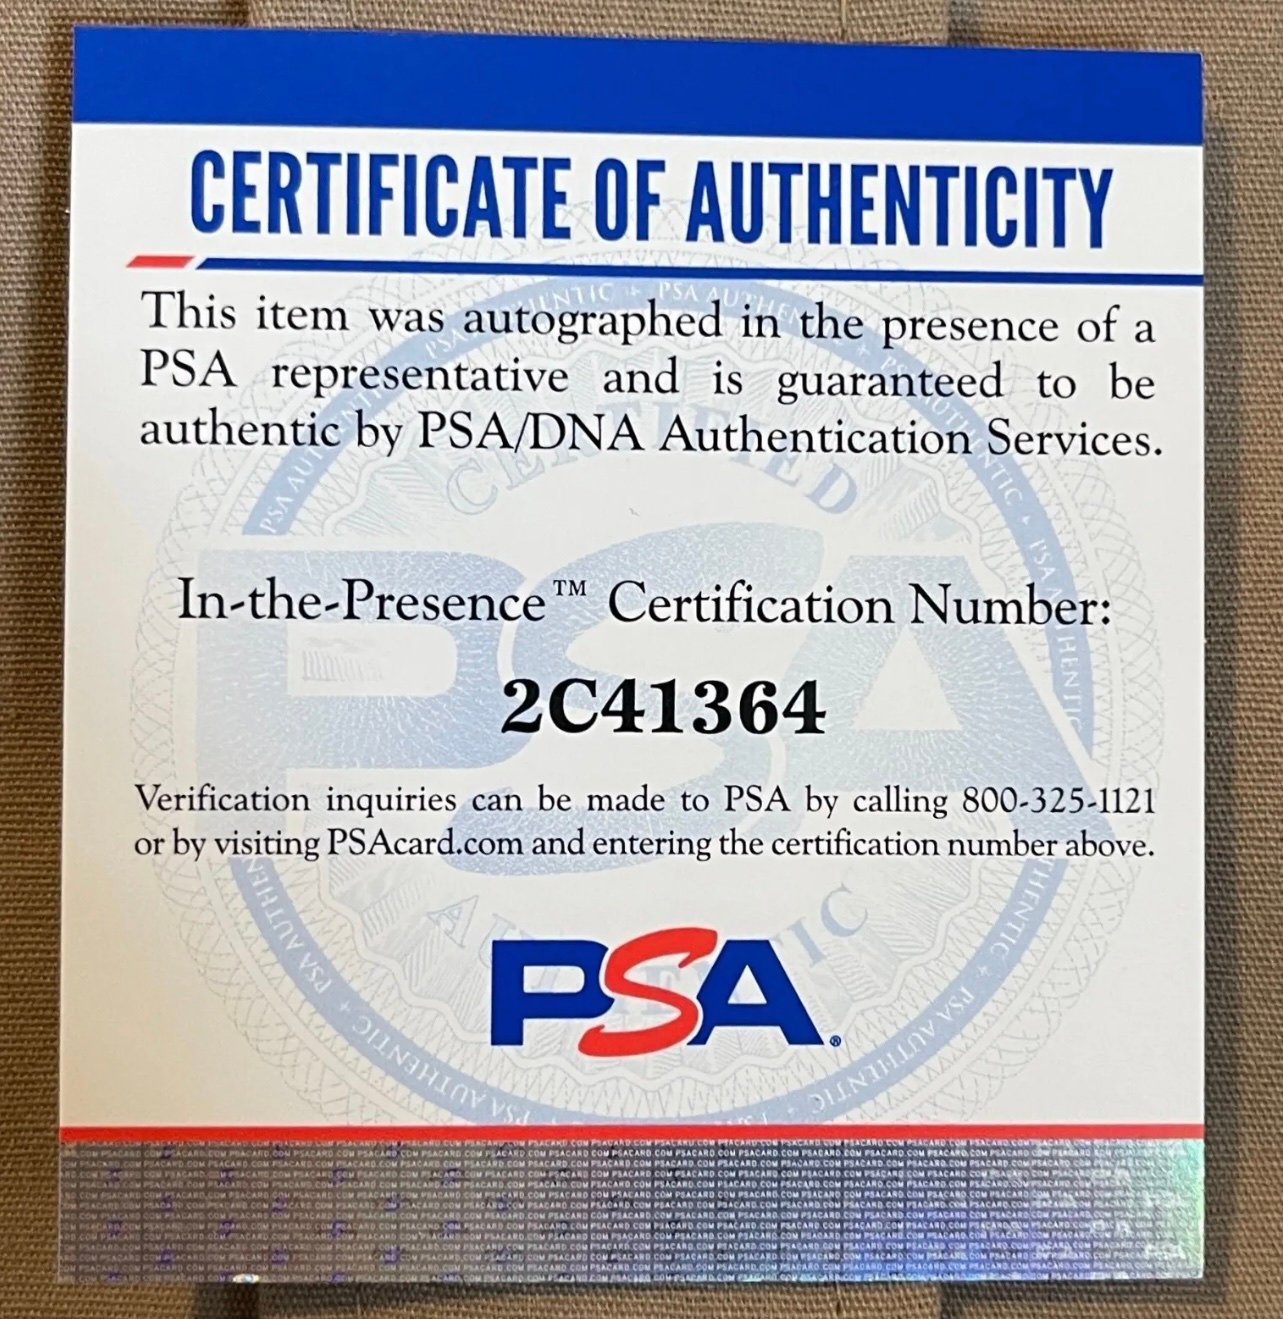 CERTIFICATE OF AUTHENTICITY
This item was autographed in the presence of a
PSA representative and is guaranteed to be
authentic by PSA/DNA Authentication Services.
In-the-Presence™ Certification Number:
2C41364
Verification inquiries can be made to PSA by calling 800-325-1121
or by visiting PSAcard.com and entering the certification number above.
PSA®